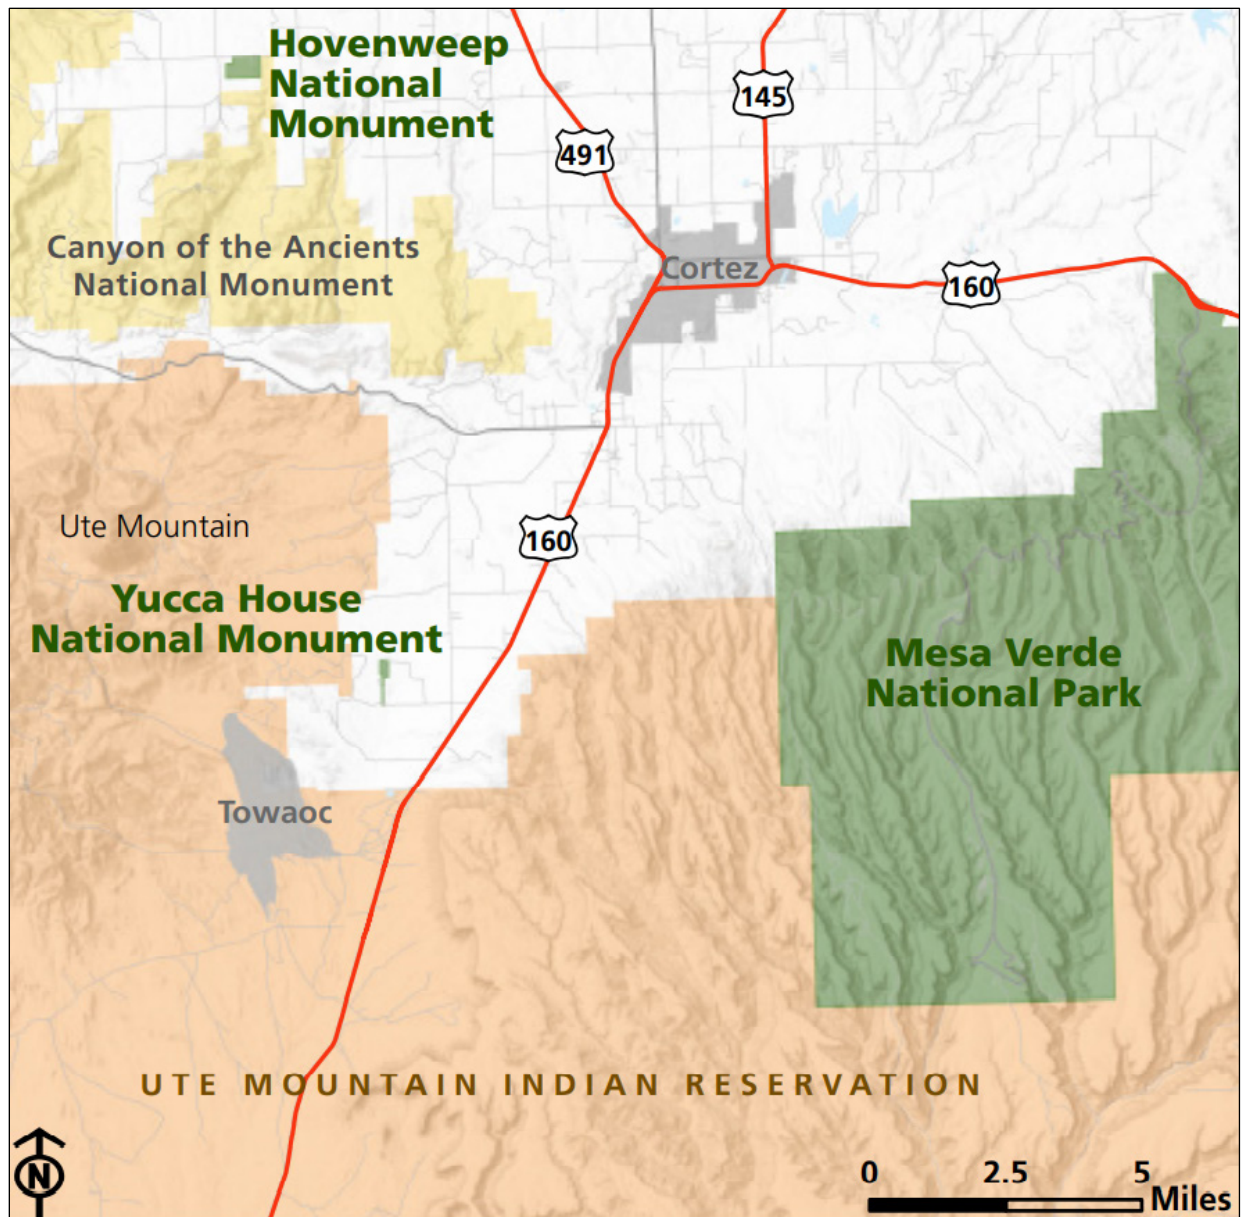 Hovenweep
National
Monument
145
491
Canyon of the Ancients
National Monument
Cortez
160
Ute Mountain
160
Yucca House
National Monument
Mesa Verde
National Park
Towaoc
UTE MOUNTAIN INDIAN RESERVATION
N
0 2.5 5
Miles